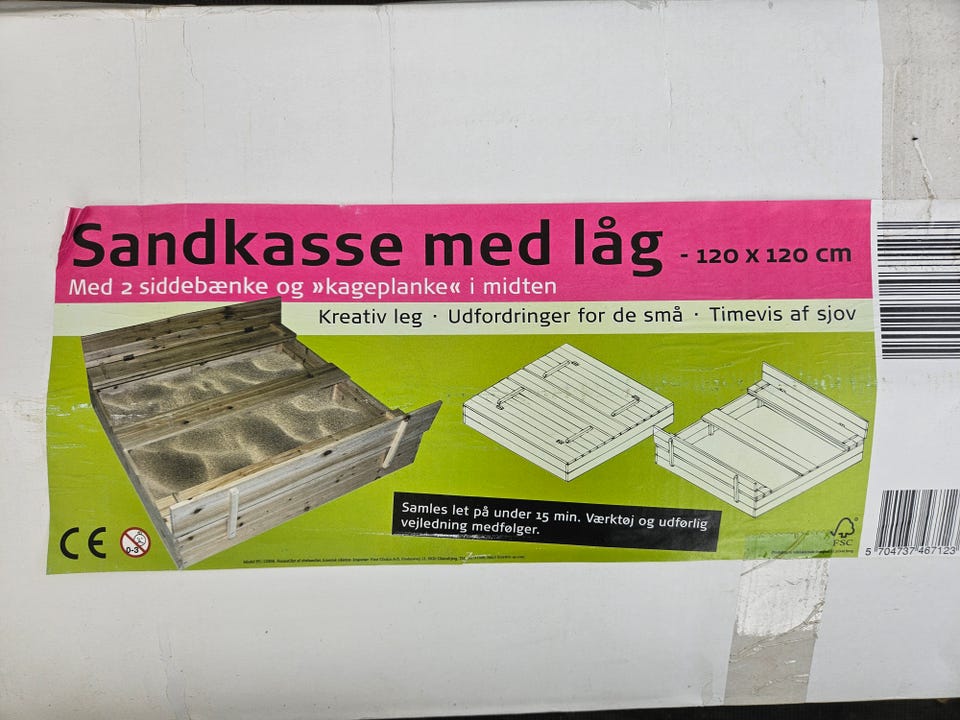 Sandkasse med låg - 120 x 120 cm
Med 2 siddebænke og »kageplanke« i midten
Kreativ leg · Udfordringer for de små · Timevis af sjov
Samles let på under 15 min. Værktøj og udførlig
vejledning medfølger.
CE
0-3
FSC
5 704737 467123